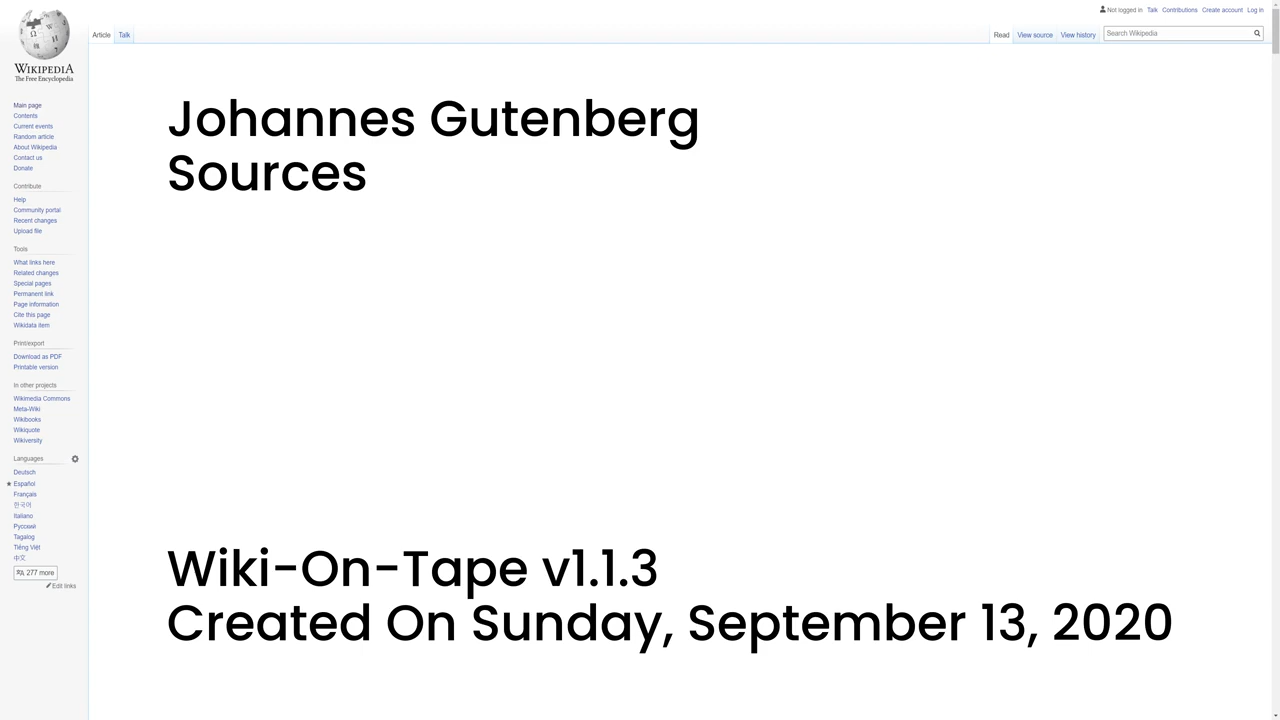 Not logged in Talk Contributions Create account Log in
Article Talk Read View source View history Search Wikipedia
WIKIPEDIA
The Free Encyclopedia
Main page
Contents
Current events
Random article
About Wikipedia
Contact us
Donate
Contribute
Help
Community portal
Recent changes
Upload file
Tools
What links here
Related changes
Special pages
Permanent link
Page information
Cite this page
Wikidata item
Print/export
Download as PDF
Printable version
In other projects
Wikimedia Commons
Meta-Wiki
Wikibooks
Wikiquote
Wikiversity
Languages
Deutsch
Español
Français
한국어
Italiano
Русский
Tagalog
Tiếng Việt
中文
277 more
Edit links
Johannes Gutenberg
Sources
Wiki-On-Tape v1.1.3
Created On Sunday, September 13, 2020